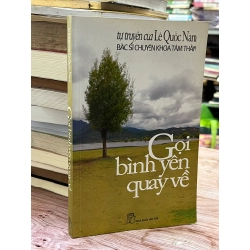 tự truyện của Lê Quốc Nam
BÁC SĨ CHUYÊN KHOA TÂM THẦN
Gọi
bình yên
quay về